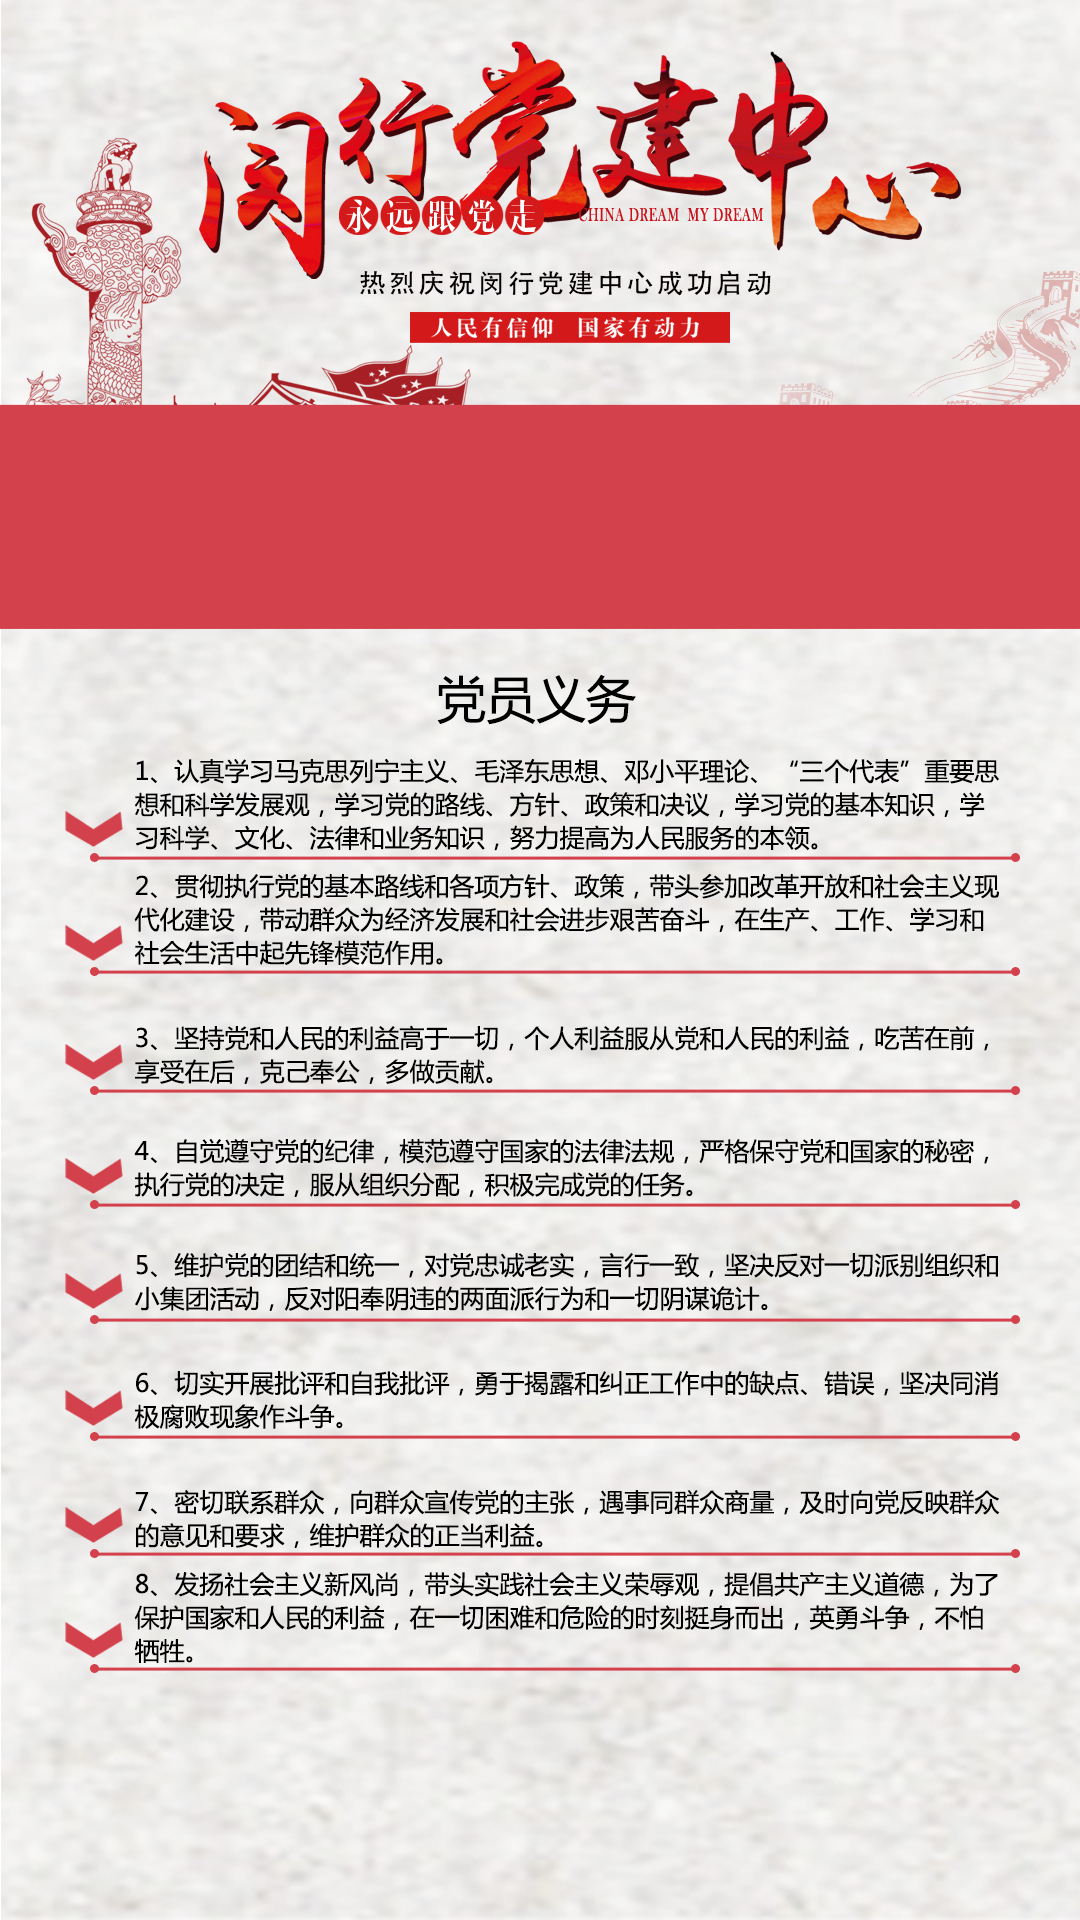 闵行党建中心
永远跟党走
CHINA DREAM MY DREAM
热烈庆祝闵行党建中心成功启动
人民有信仰 国家有动力
党员义务
1、认真学习马克思列宁主义、毛泽东思想、邓小平理论、“三个代表”重要思
想和科学发展观，学习党的路线、方针、政策和决议，学习党的基本知识，学
习科学、文化、法律和业务知识，努力提高为人民服务的本领。
2、贯彻执行党的基本路线和各项方针、政策，带头参加改革开放和社会主义现
代化建设，带动群众为经济发展和社会进步艰苦奋斗，在生产、工作、学习和
社会生活中起先锋模范作用。
3、坚持党和人民的利益高于一切，个人利益服从党和人民的利益，吃苦在前，
享受在后，克己奉公，多做贡献。
4、自觉遵守党的纪律，模范遵守国家的法律法规，严格保守党和国家的秘密，
执行党的决定，服从组织分配，积极完成党的任务。
5、维护党的团结和统一，对党忠诚老实，言行一致，坚决反对一切派别组织和
小集团活动，反对阳奉阴违的两面派行为和一切阴谋诡计。
6、切实开展批评和自我批评，勇于揭露和纠正工作中的缺点、错误，坚决同消
极腐败现象作斗争。
7、密切联系群众，向群众宣传党的主张，遇事同群众商量，及时向党反映群众
的意见和要求，维护群众的正当利益。
8、发扬社会主义新风尚，带头实践社会主义荣辱观，提倡共产主义道德，为了
保护国家和人民的利益，在一切困难和危险的时刻挺身而出，英勇斗争，不怕
牺牲。